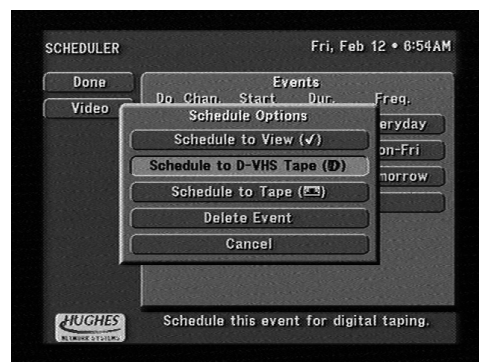 SCHEDULER
Fri, Feb 12 • 6:54AM
Done
Video
Events
Do Chan. Start Dur. Freq.
Schedule Options
Schedule to View (✓)
Schedule to D-VHS Tape (D)
Schedule to Tape (📼)
Delete Event
Cancel
eryday
on-Fri
morrow
HUGHES
NETWORK SYSTEMS
Schedule this event for digital taping.